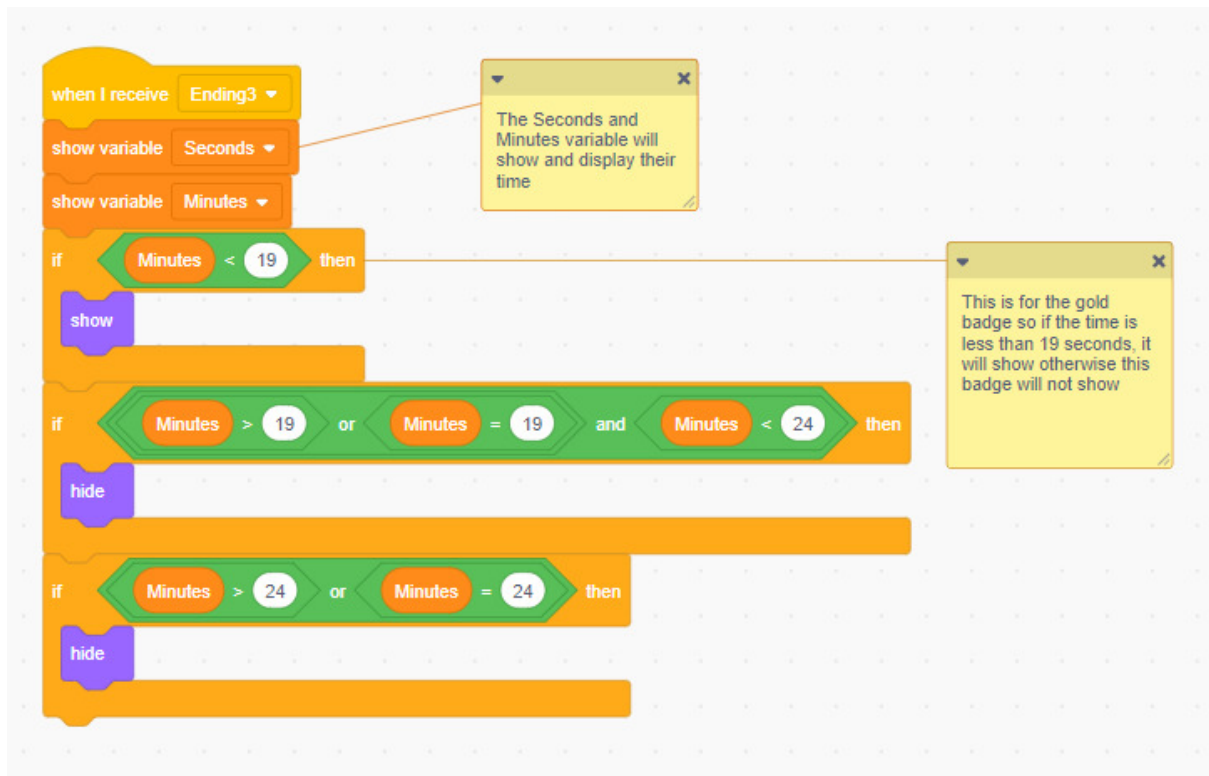 when I receive Ending3
show variable Seconds
show variable Minutes
The Seconds and
Minutes variable will
show and display their
time
if Minutes < 19 then
show
This is for the gold
badge so if the time is
less than 19 seconds, it
will show otherwise this
badge will not show
if Minutes > 19 or Minutes = 19 and Minutes < 24 then
hide
if Minutes > 24 or Minutes = 24 then
hide